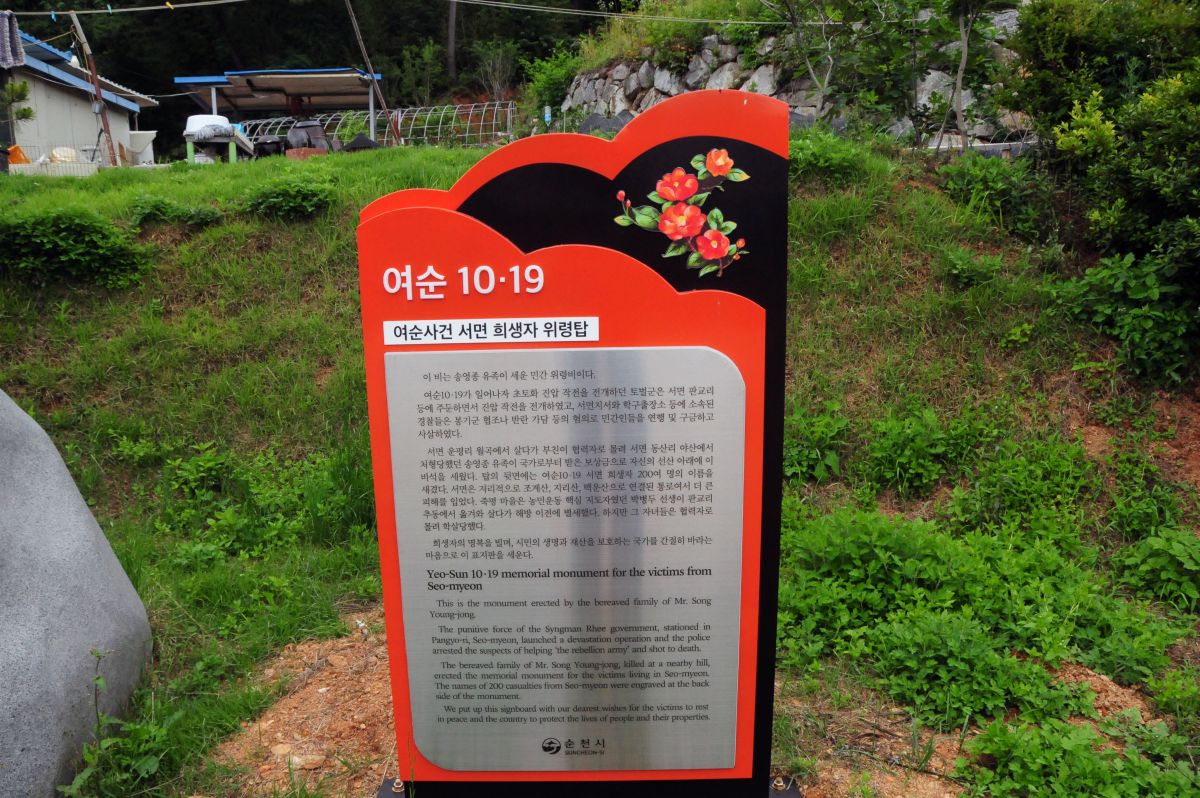 여순 10·19
여순사건 서면 희생자 위령탑
이 비는 송영종 유족이 세운 민간 위령비이다.
여순10·19가 일어나자 초토화 진압 작전을 전개하던 토벌군은 서면 판교리
등에 주둔하면서 진압 작전을 전개하였고, 서면지서와 학구출장소 등에 소속된
경찰들은 봉기군 협조나 반란 가담 등의 혐의로 민간인들을 연행 및 구금하고
사살하였다.
서면 운평리 월곡에서 살다가 부친이 협력자로 몰려 서면 동산리 야산에서
처형당했던 송영종 유족이 국가로부터 받은 보상금으로 자신의 선산 아래에 이
비석을 세웠다. 탑의 뒷면에는 여순10·19 서면 희생자 200여 명의 이름을
새겼다. 서면은 지리적으로 조계산, 지리산, 백운산으로 연결된 통로여서 더 큰
피해를 입었다. 죽평 마을은 농민운동 핵심 지도자였던 박병두 선생이 판교리
추동에서 옮겨와 살다가 해방 이전에 별세했다. 하지만 그 자녀들은 협력자로
몰려 학살당했다.
희생자의 명복을 빌며, 시민의 생명과 재산을 보호하는 국가를 간절히 바라는
마음으로 이 표지판을 세운다.
Yeo-Sun 10·19 memorial monument for the victims from
Seo-myeon
This is the monument erected by the bereaved family of Mr. Song
Young-jong.
The punitive force of the Syngman Rhee government, stationed in
Pangyo-ri, Seo-myeon, launched a devastation operation and the police
arrested the suspects of helping 'the rebellion army' and shot to death.
The bereaved family of Mr. Song Young-jong, killed at a nearby hill,
erected the memorial monument for the victims living in Seo-myeon.
The names of 200 casualties from Seo-myeon were engraved at the back
side of the monument.
We put up this signboard with our dearest wishes for the victims to rest
in peace and the country to protect the lives of people and their properties.
순천시
SUNCHEON-SI